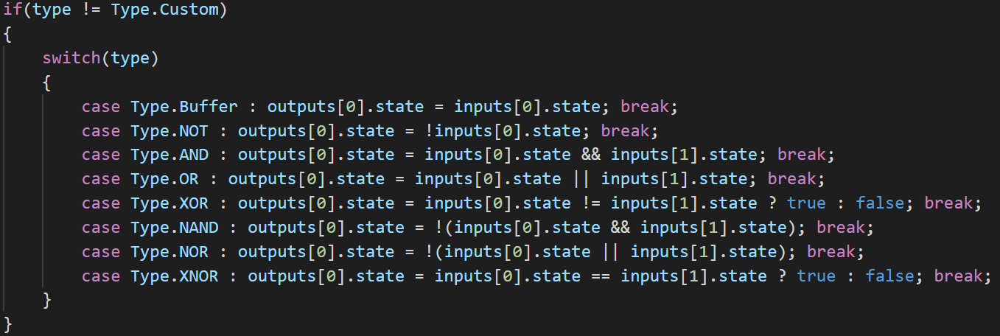 if(type != Type.Custom)
{
    switch(type)
    {
        case Type.Buffer : outputs[0].state = inputs[0].state; break;
        case Type.NOT : outputs[0].state = !inputs[0].state; break;
        case Type.AND : outputs[0].state = inputs[0].state && inputs[1].state; break;
        case Type.OR : outputs[0].state = inputs[0].state || inputs[1].state; break;
        case Type.XOR : outputs[0].state = inputs[0].state != inputs[1].state ? true : false; break;
        case Type.NAND : outputs[0].state = !(inputs[0].state && inputs[1].state); break;
        case Type.NOR : outputs[0].state = !(inputs[0].state || inputs[1].state); break;
        case Type.XNOR : outputs[0].state = inputs[0].state == inputs[1].state ? true : false; break;
    }
}